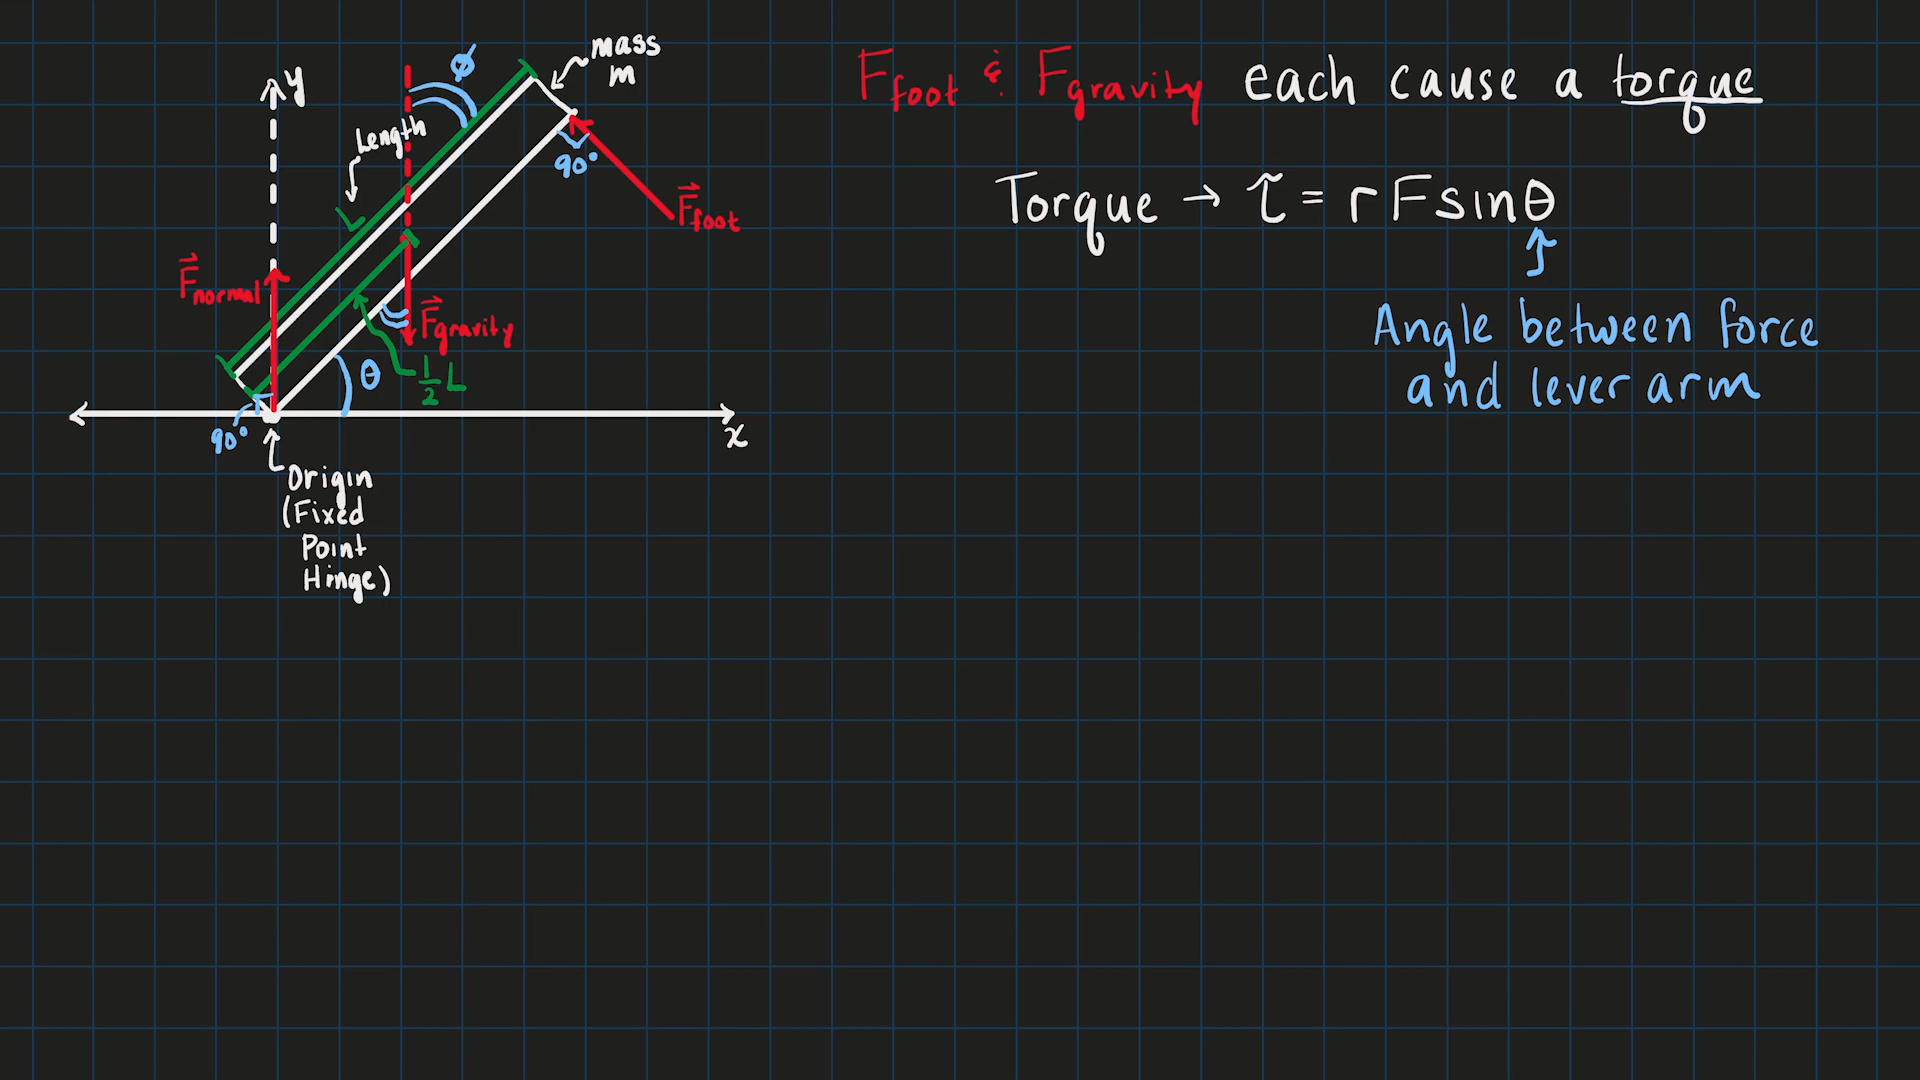 y
ϕ
mass
m
Length
L
90°
F⃗foot
F⃗normal
F⃗gravity
θ
½L
90°
x
Origin
(Fixed
Point
Hinge)
Ffoot & Fgravity each cause a torque
Torque → τ = rFsinθ
Angle between force
and lever arm